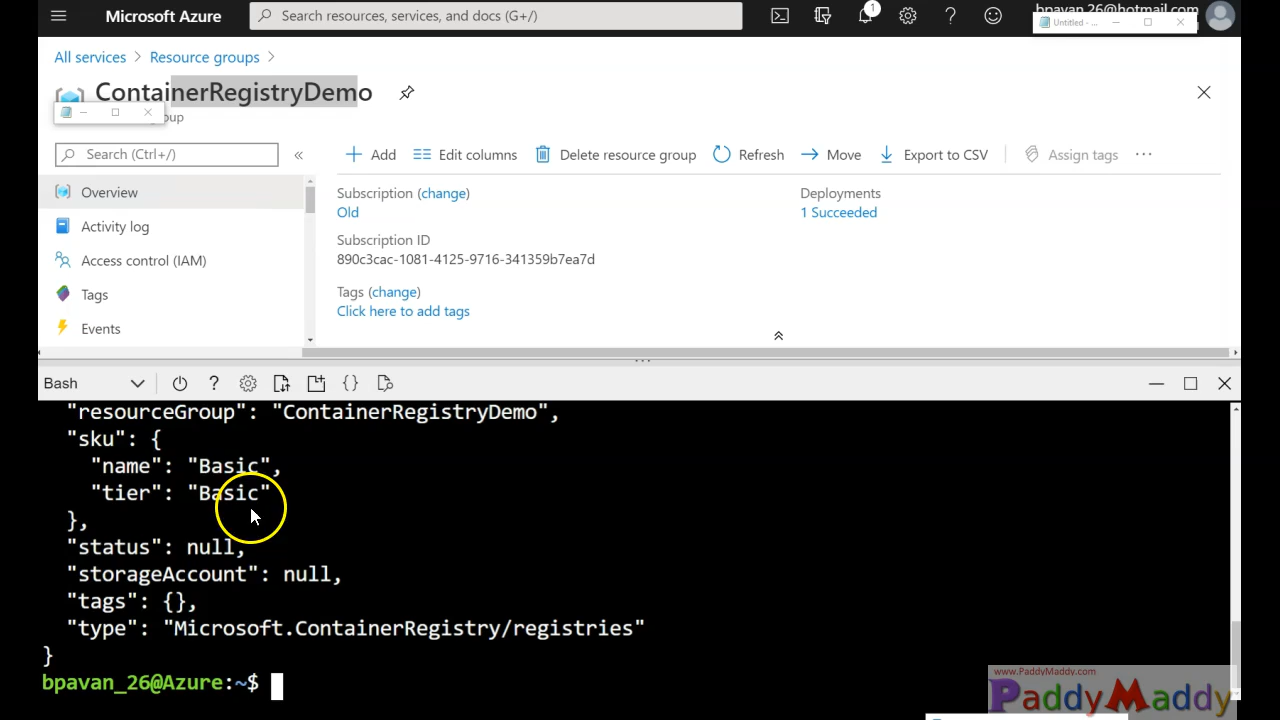 Microsoft Azure
Search resources, services, and docs (G+/)
1
bpavan_26@hotmail.com
Untitled - ...
All services > Resource groups >
ContainerRegistryDemo
oup
Search (Ctrl+/)
«
Add
Edit columns
Delete resource group
Refresh
Move
Export to CSV
Assign tags
...
Overview
Activity log
Access control (IAM)
Tags
Events
Subscription (change)
Old
Subscription ID
890c3cac-1081-4125-9716-341359b7ea7d
Tags (change)
Click here to add tags
Deployments
1 Succeeded
Bash
"resourceGroup": "ContainerRegistryDemo",
"sku": {
"name": "Basic",
"tier": "Basic"
},
"status": null,
"storageAccount": null,
"tags": {},
"type": "Microsoft.ContainerRegistry/registries"
}
bpavan_26@Azure:~$
www.PaddyMaddy.com
PaddyMaddy